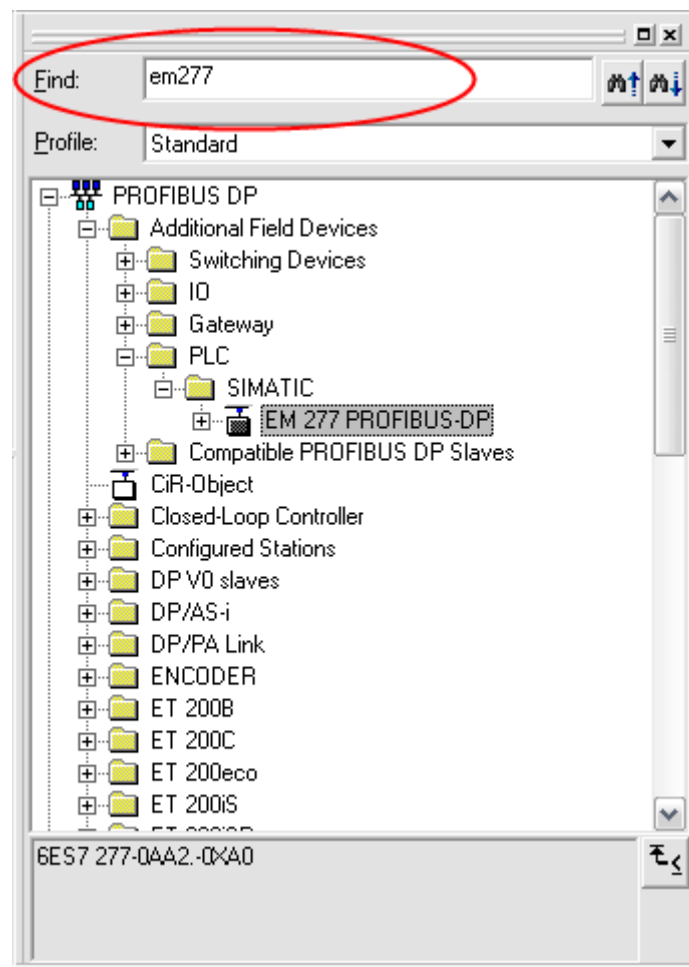 Find: em277
Profile: Standard
PROFIBUS DP
Additional Field Devices
Switching Devices
IO
Gateway
PLC
SIMATIC
EM 277 PROFIBUS-DP
Compatible PROFIBUS DP Slaves
CiR-Object
Closed-Loop Controller
Configured Stations
DP V0 slaves
DP/AS-i
DP/PA Link
ENCODER
ET 200B
ET 200C
ET 200eco
ET 200iS
6ES7 277-0AA2.-0XA0